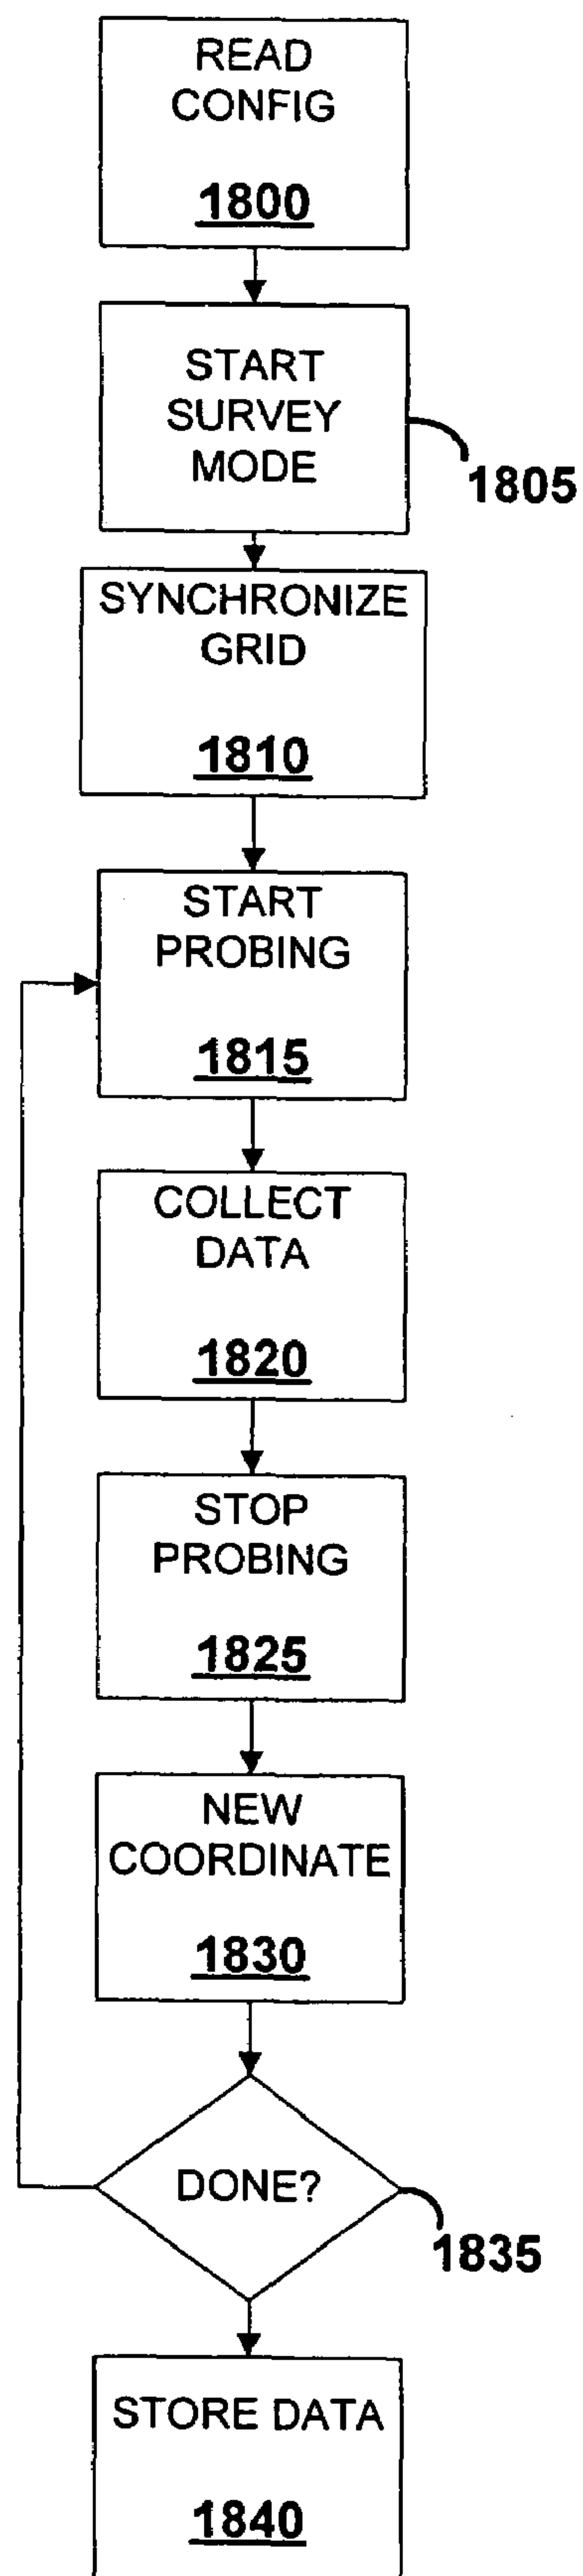 READ
CONFIG
1800
START
SURVEY
MODE
1805
SYNCHRONIZE
GRID
1810
START
PROBING
1815
COLLECT
DATA
1820
STOP
PROBING
1825
NEW
COORDINATE
1830
DONE?
1835
STORE DATA
1840